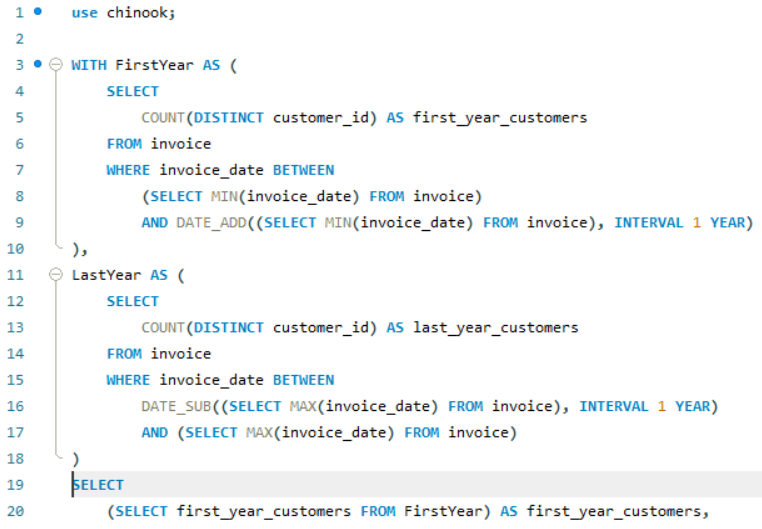 1 use chinook;
2
3 WITH FirstYear AS (
4 SELECT
5 COUNT(DISTINCT customer_id) AS first_year_customers
6 FROM invoice
7 WHERE invoice_date BETWEEN
8 (SELECT MIN(invoice_date) FROM invoice)
9 AND DATE_ADD((SELECT MIN(invoice_date) FROM invoice), INTERVAL 1 YEAR)
10 ),
11 LastYear AS (
12 SELECT
13 COUNT(DISTINCT customer_id) AS last_year_customers
14 FROM invoice
15 WHERE invoice_date BETWEEN
16 DATE_SUB((SELECT MAX(invoice_date) FROM invoice), INTERVAL 1 YEAR)
17 AND (SELECT MAX(invoice_date) FROM invoice)
18 )
19 SELECT
20 (SELECT first_year_customers FROM FirstYear) AS first_year_customers,